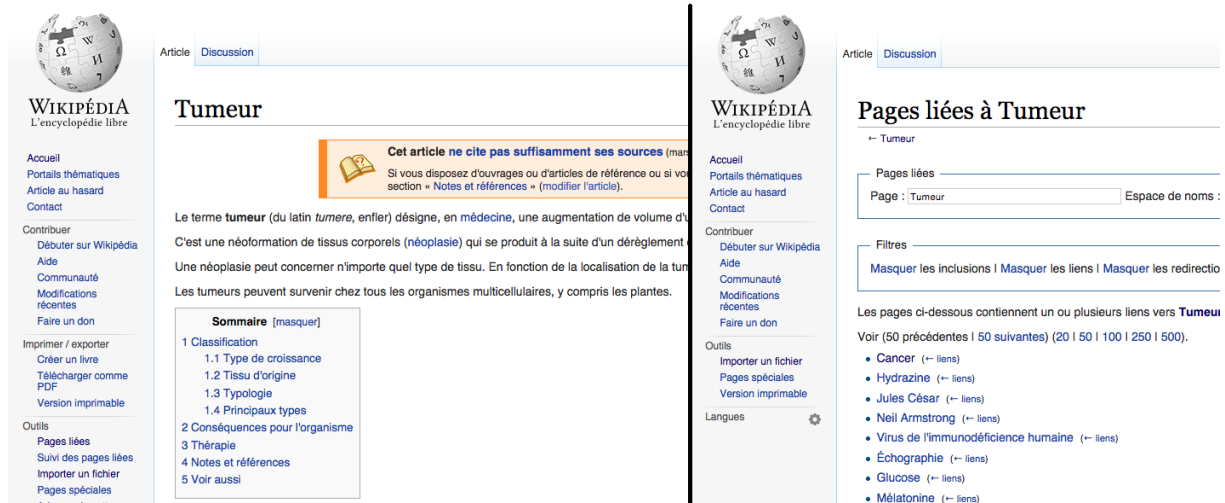 WIKIPÉDIA
L'encyclopédie libre
Accueil
Portails thématiques
Article au hasard
Contact
Contribuer
Débuter sur Wikipédia
Aide
Communauté
Modifications
récentes
Faire un don
Imprimer / exporter
Créer un livre
Télécharger comme
PDF
Version imprimable
Outils
Pages liées
Suivi des pages liées
Importer un fichier
Pages spéciales
Article Discussion
Tumeur
Cet article ne cite pas suffisamment ses sources (mars
Si vous disposez d'ouvrages ou d'articles de référence ou si vou
section « Notes et références » (modifier l'article).
Le terme tumeur (du latin tumere, enfler) désigne, en médecine, une augmentation de volume d'u
C'est une néoformation de tissus corporels (néoplasie) qui se produit à la suite d'un dérèglement
Une néoplasie peut concerner n'importe quel type de tissu. En fonction de la localisation de la tum
Les tumeurs peuvent survenir chez tous les organismes multicellulaires, y compris les plantes.
Sommaire [masquer]
1 Classification
1.1 Type de croissance
1.2 Tissu d'origine
1.3 Typologie
1.4 Principaux types
2 Conséquences pour l'organisme
3 Thérapie
4 Notes et références
5 Voir aussi
WIKIPÉDIA
L'encyclopédie libre
Accueil
Portails thématiques
Article au hasard
Contact
Contribuer
Débuter sur Wikipédia
Aide
Communauté
Modifications
récentes
Faire un don
Outils
Importer un fichier
Pages spéciales
Version imprimable
Langues
Article Discussion
Pages liées à Tumeur
← Tumeur
Pages liées
Page : Tumeur Espace de noms :
Filtres
Masquer les inclusions | Masquer les liens | Masquer les redirectio
Les pages ci-dessous contiennent un ou plusieurs liens vers Tumeur
Voir (50 précédentes | 50 suivantes) (20 | 50 | 100 | 250 | 500).
• Cancer (← liens)
• Hydrazine (← liens)
• Jules César (← liens)
• Neil Armstrong (← liens)
• Virus de l'immunodéficience humaine (← liens)
• Échographie (← liens)
• Glucose (← liens)
• Mélatonine (← liens)